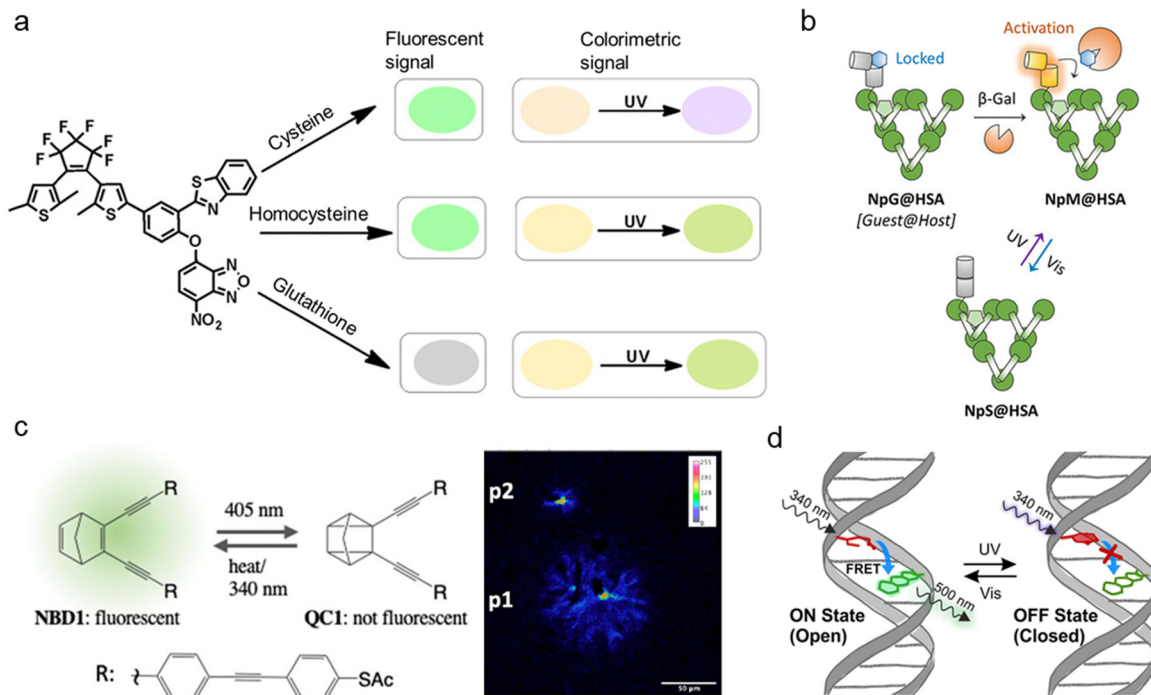 a
Fluorescent
signal
Colorimetric
signal
Cysteine
UV
F F
F F
F F
S
N
S
S
Homocysteine
UV
O
N
O
N
NO₂
Glutathione
UV
b
Activation
Locked
β-Gal
NpG@HSA
[Guest@Host]
NpM@HSA
UV
Vis
NpS@HSA
c
R
R
405 nm
heat/
340 nm
R
R
NBD1: fluorescent
QC1: not fluorescent
R:
SAc
p2
p1
255
191
128
64
0
50 µm
d
340 nm
FRET
500 nm
ON State
(Open)
UV
Vis
340 nm
OFF State
(Closed)